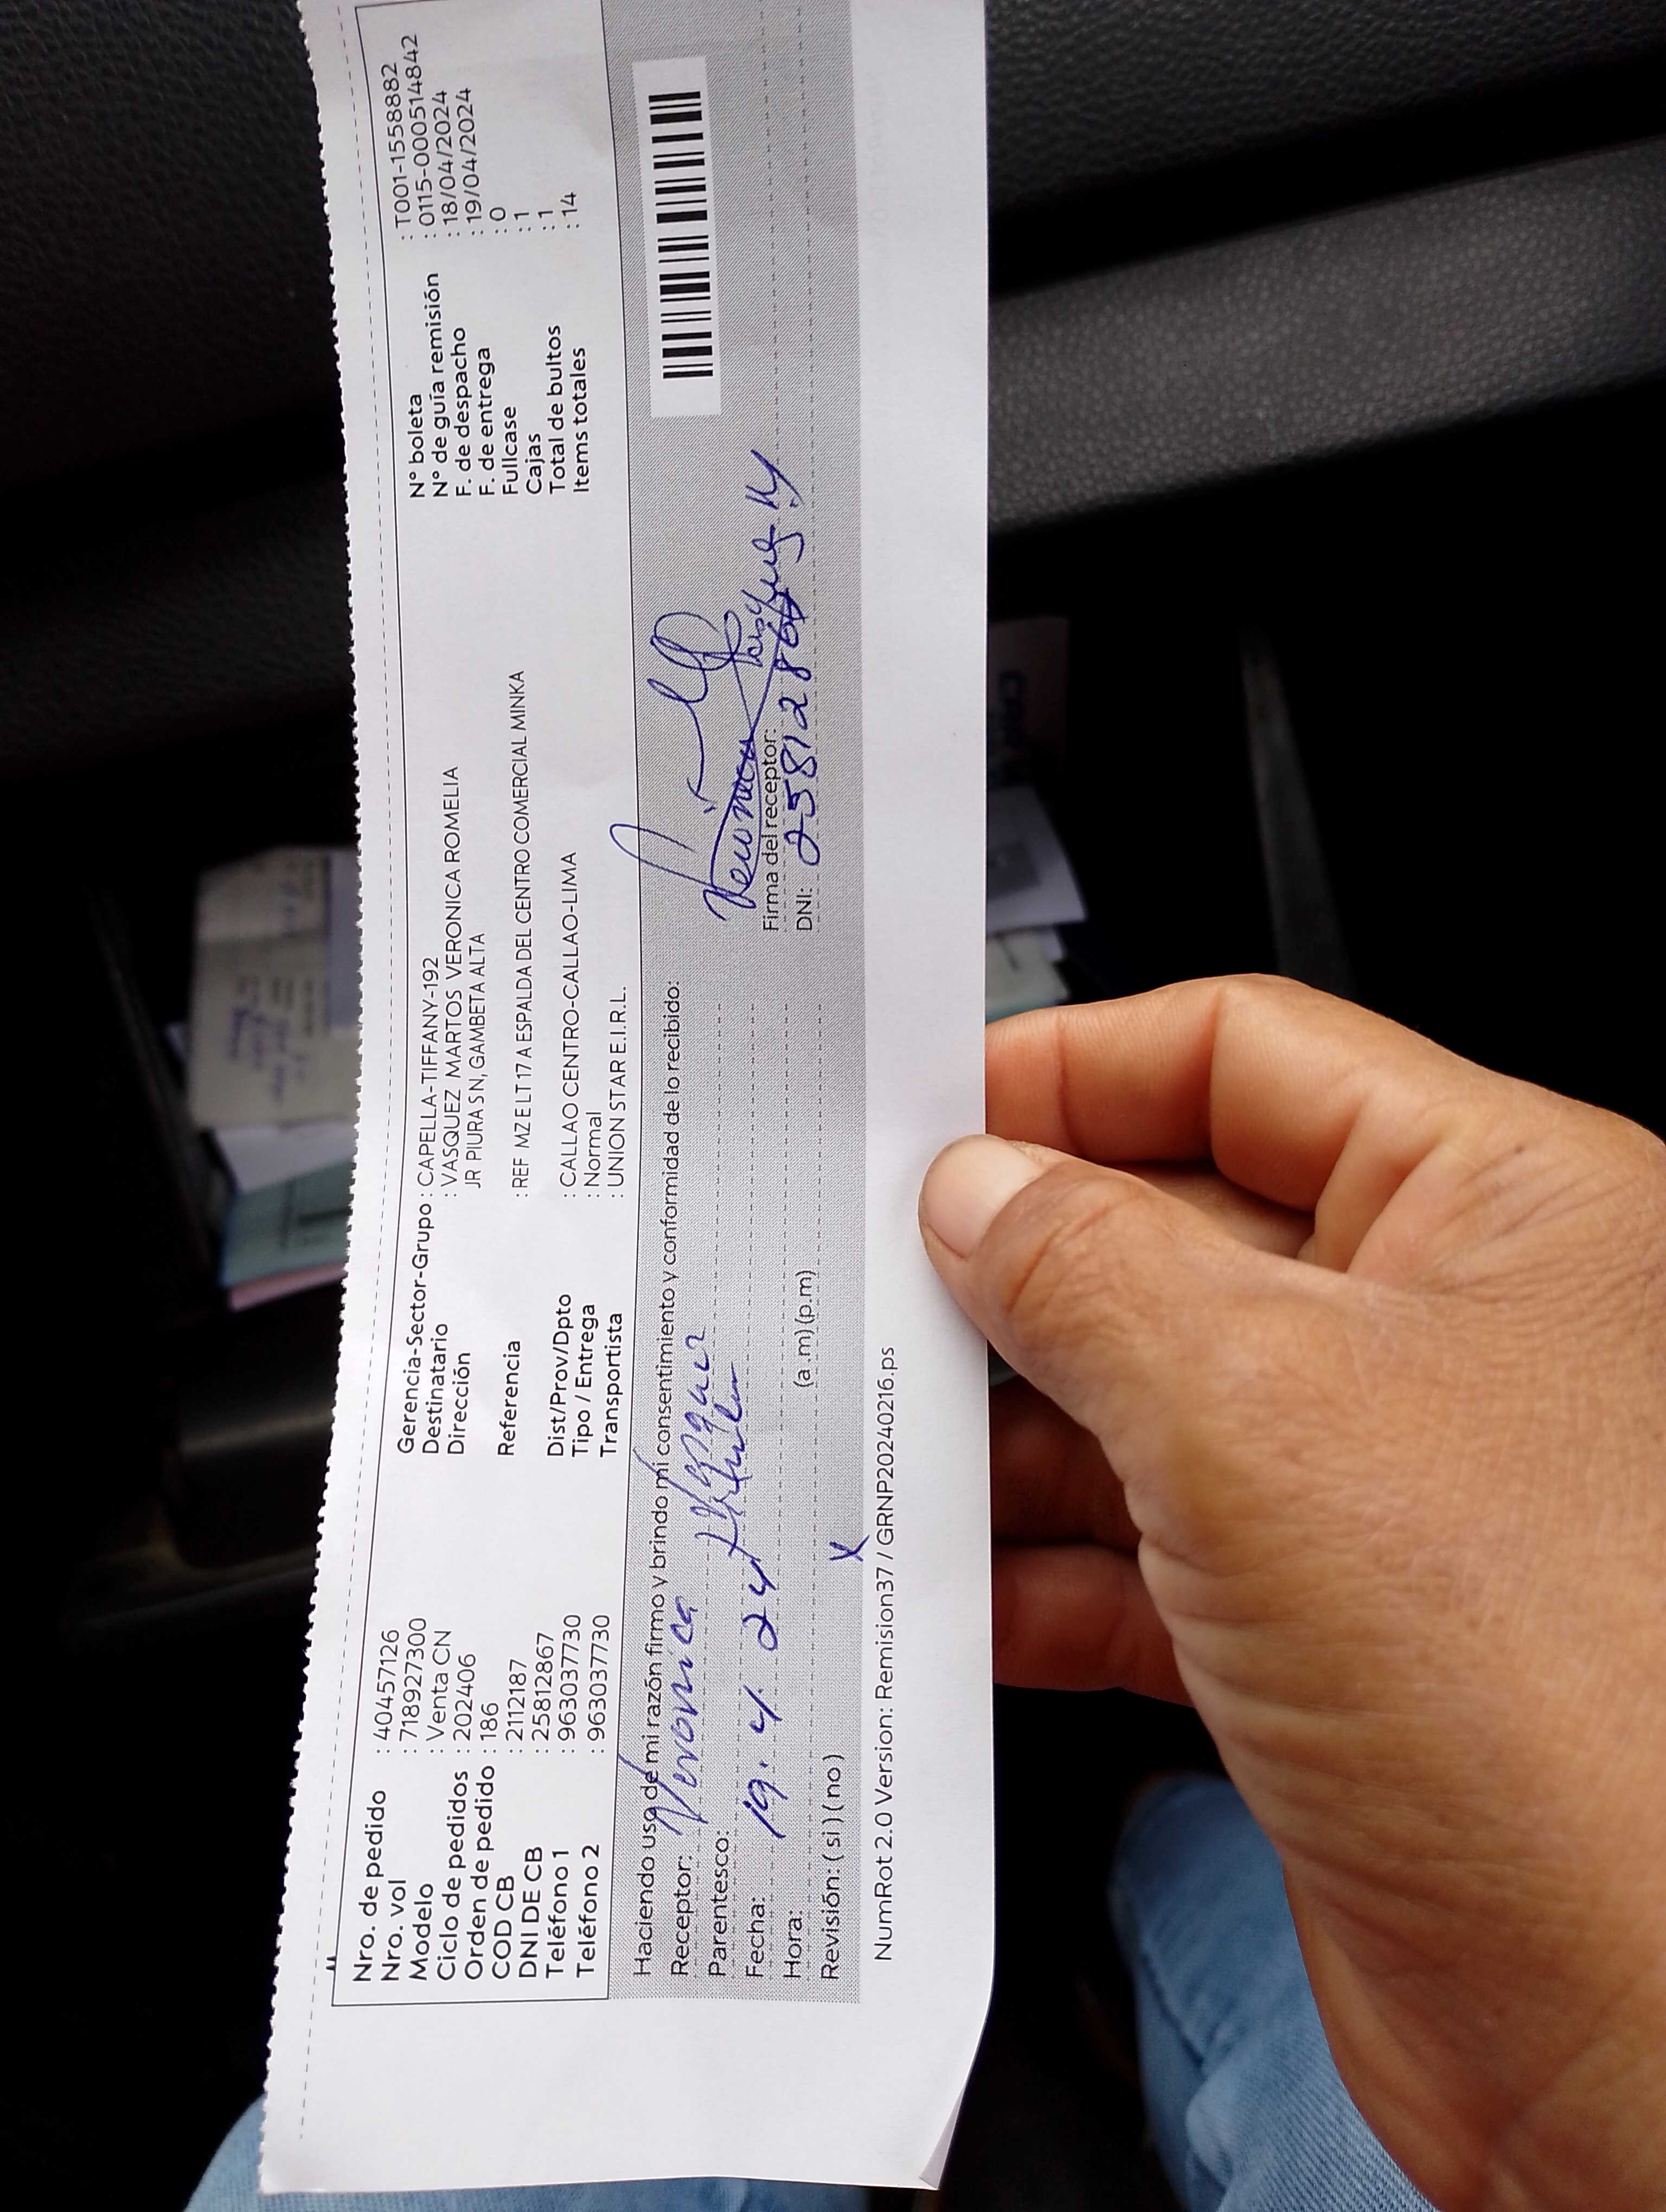 Nro. de pedido : 40457126
Nro. vol : 718927300
Modelo : Venta CN
Ciclo de pedidos : 202406
Orden de pedido : 186
COD CB : 2112187
DNI DE CB : 25812867
Teléfono 1 : 963037730
Teléfono 2 : 963037730
Gerencia-Sector-Grupo : CAPELLA-TIFFANY-192
Destinatario : VASQUEZ MARTOS VERONICA ROMELIA
Dirección JR PIURA S N, GAMBETA ALTA
Referencia : REF MZ E LT 17 A ESPALDA DEL CENTRO COMERCIAL MINKA
Dist/Prov/Dpto : CALLAO CENTRO-CALLAO-LIMA
Tipo / Entrega : Normal
Transportista : UNION STAR E.I.R.L.
N° boleta : T001-1558882
N° de guía remisión : 0115-000514842
F. de despacho : 18/04/2024
F. de entrega : 19/04/2024
Fullcase : 0
Cajas : 1
Total de bultos : 1
Items totales : 14
Haciendo uso de mi razón firmo y brindo mi consentimiento y conformidad de lo recibido:
Receptor: Veronica
Parentesco:
Fecha: 19. 4. 24
Hora: (a.m) (p.m)
Revisión: ( si ) ( no ) X
Firma del receptor:
DNI: 25812867
NumRot 2.0 Version: Remision37 / GRNP20240216.ps